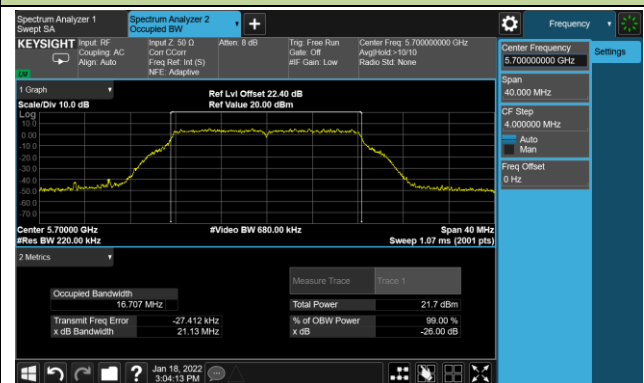 Spectrum Analyzer 1
Swept SA
Spectrum Analyzer 2
Occupied BW
+
Frequency
KEYSIGHT
Input: RF
Coupling: AC
Align: Auto
Input Z: 50 Ω
Corr CCorr
Freq Ref: Int (S)
NFE: Adaptive
Atten: 8 dB
Trig: Free Run
Gate: Off
#IF Gain: Low
Center Freq: 5.700000000 GHz
Avg|Hold:>10/10
Radio Std: None
Center Frequency
5.700000000 GHz
Settings
Span
40.000 MHz
CF Step
4.000000 MHz
Auto
Man
Freq Offset
0 Hz
1 Graph
Scale/Div 10.0 dB
Ref Lvl Offset 22.40 dB
Ref Value 20.00 dBm
Log
10.0
0.00
-10.0
-20.0
-30.0
-40.0
-50.0
-60.0
-70.0
Center 5.70000 GHz
#Res BW 220.00 kHz
#Video BW 680.00 kHz
Span 40 MHz
Sweep 1.07 ms (2001 pts)
2 Metrics
Measure Trace
Trace 1
Occupied Bandwidth
16.707 MHz
Total Power
21.7 dBm
Transmit Freq Error
-27.412 kHz
% of OBW Power
99.00 %
x dB Bandwidth
21.13 MHz
x dB
-26.00 dB
?
Jan 18, 2022
3:04:13 PM